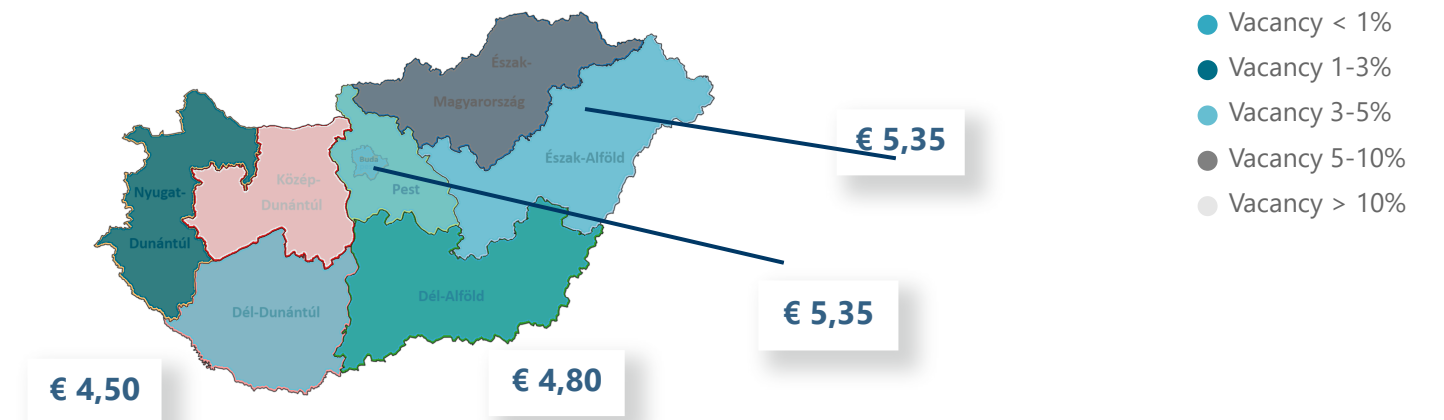 Vacancy < 1%
Vacancy 1-3%
Vacancy 3-5%
Vacancy 5-10%
Vacancy > 10%
Észak-
Magyarország
Észak-Alföld
Buda
Pest
Közép-
Dunántúl
Nyugat-
Dunántúl
Dél-Dunántúl
Dél-Alföld
€ 5,35
€ 5,35
€ 4,80
€ 4,50